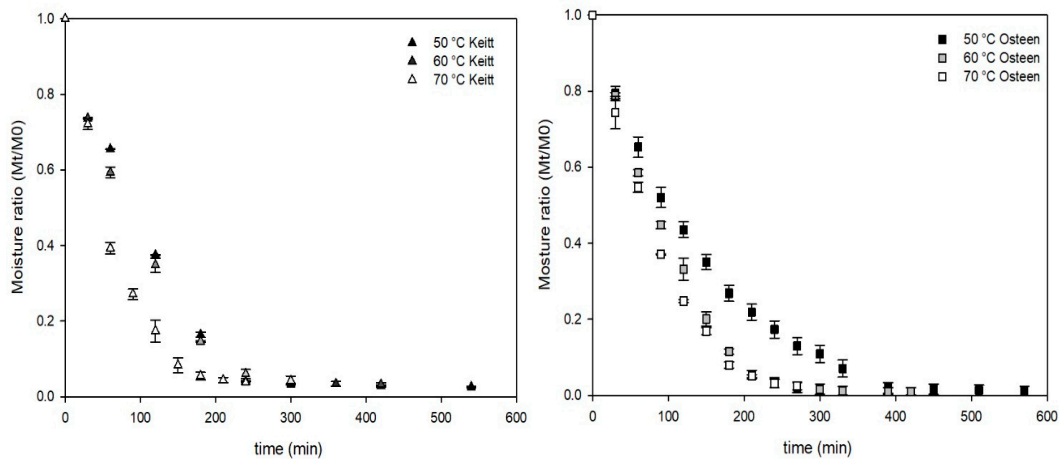 1.0
0.8
0.6
0.4
0.2
0.0
Moisture ratio (Mt/M0)
50 °C Keitt
60 °C Keitt
70 °C Keitt
0 100 200 300 400 500 600
time (min)
1.0
0.8
0.6
0.4
0.2
0.0
Mosture ratio (Mt/M0)
50 °C Osteen
60 °C Osteen
70 °C Osteen
0 100 200 300 400 500 600
time (min)